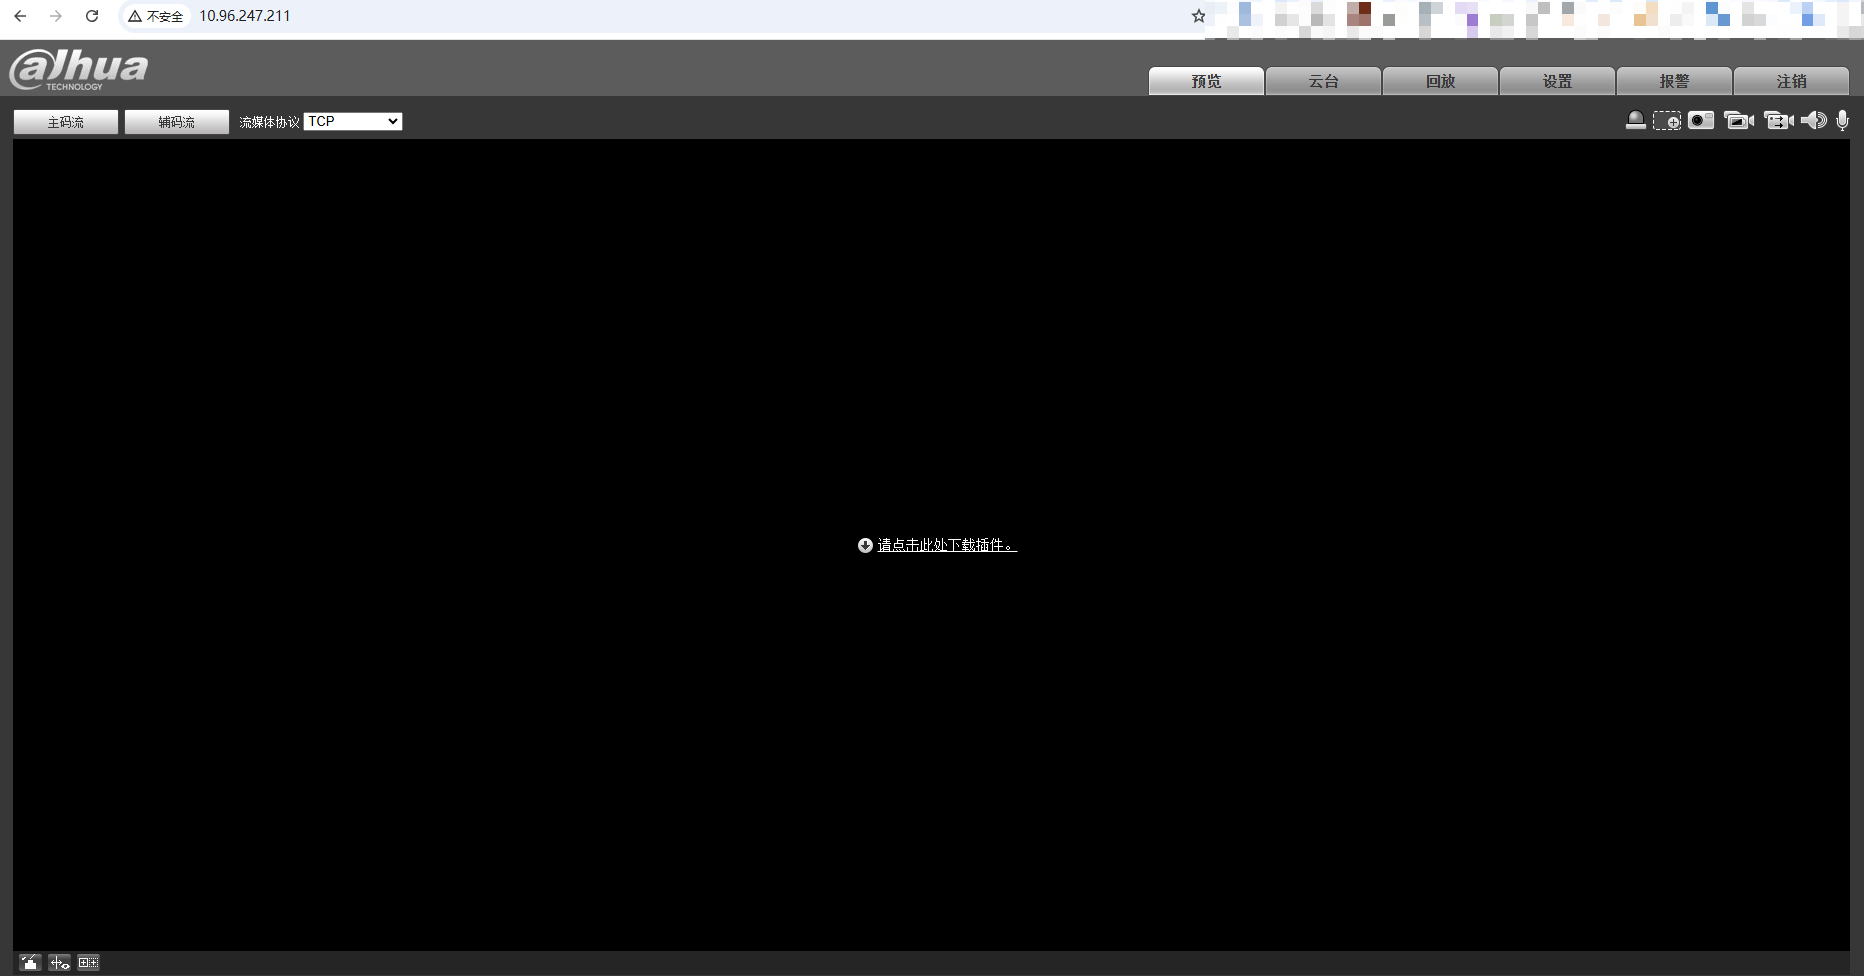 不安全 10.96.247.211
alhua
TECHNOLOGY
预览 云台 回放 设置 报警 注销
主码流 辅码流 流媒体协议 TCP
请点击此处下载插件。